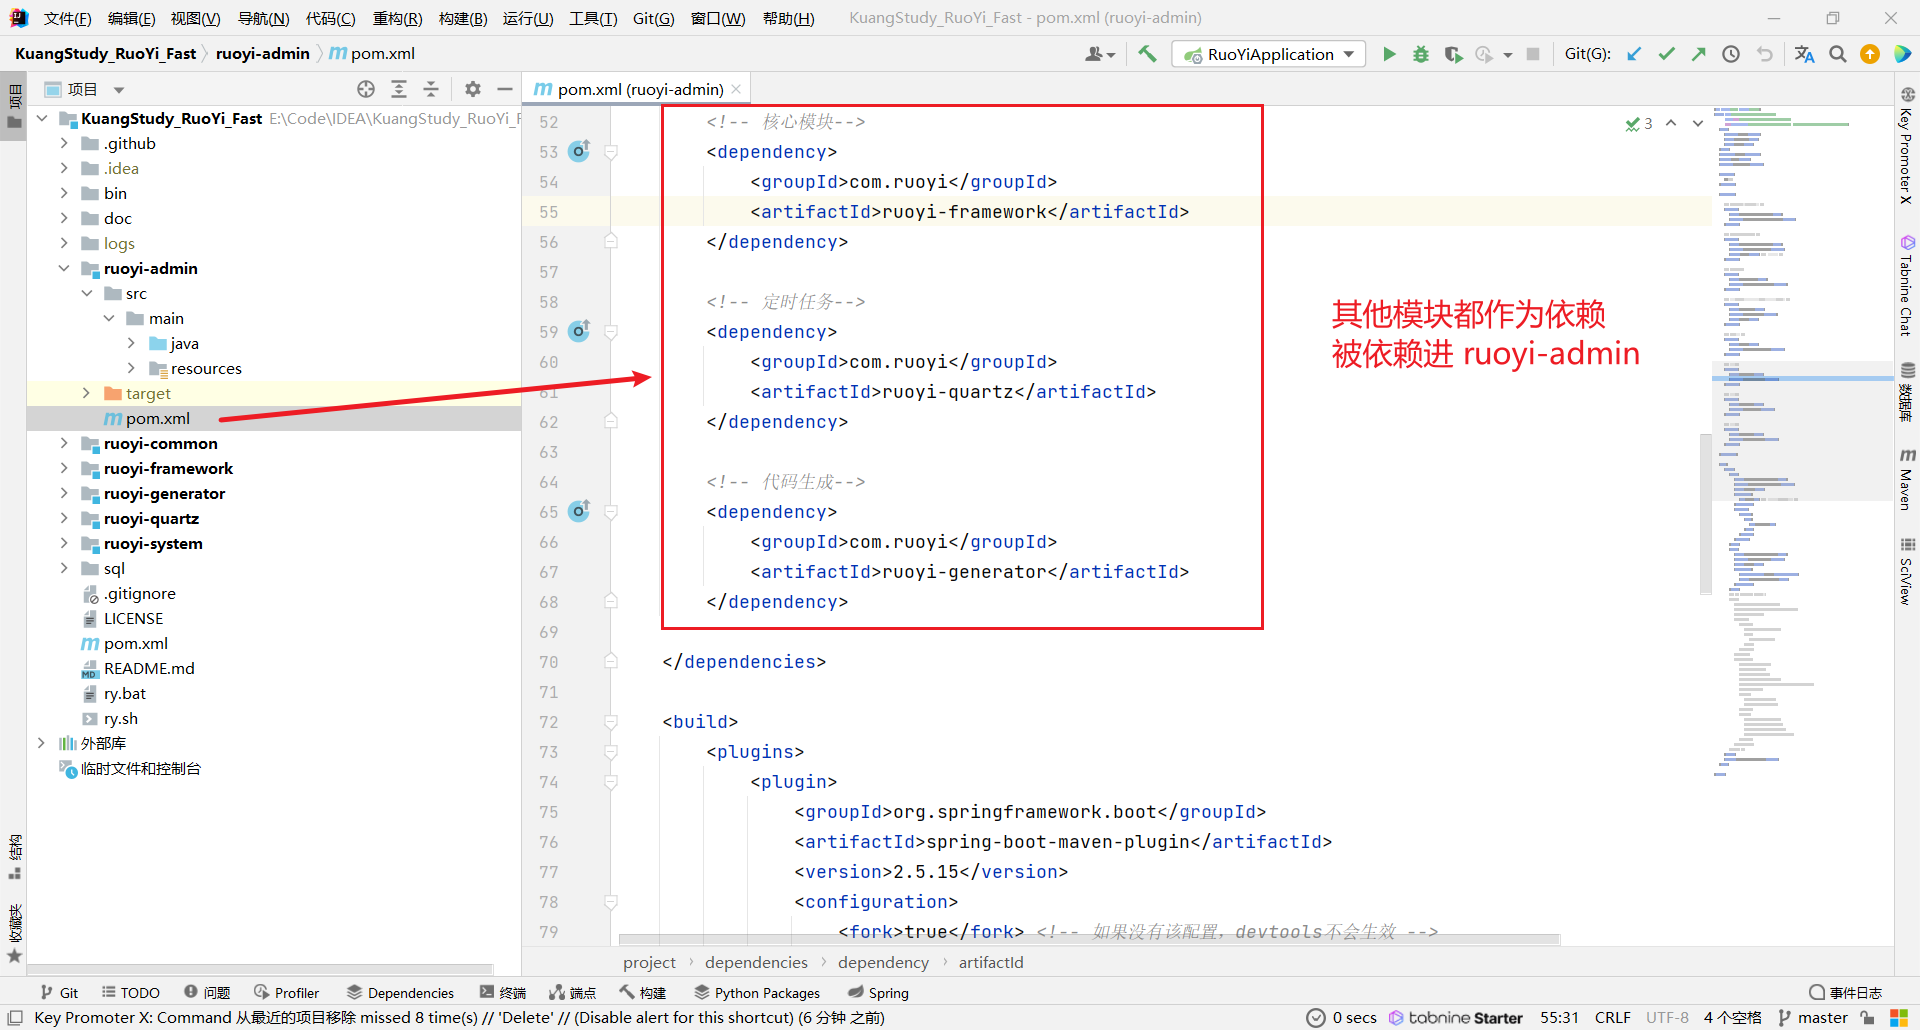 文件(F) 编辑(E) 视图(V) 导航(N) 代码(C) 重构(R) 构建(B) 运行(U) 工具(T) Git(G) 窗口(W) 帮助(H) KuangStudy_RuoYi_Fast - pom.xml (ruoyi-admin)
KuangStudy_RuoYi_Fast ruoyi-admin m pom.xml RuoYiApplication Git(G):
项目
项目
m pom.xml (ruoyi-admin)
KuangStudy_RuoYi_Fast E:\Code\IDEA\KuangStudy_RuoYi_F
.github
.idea
bin
doc
logs
ruoyi-admin
src
main
java
resources
target
m pom.xml
ruoyi-common
ruoyi-framework
ruoyi-generator
ruoyi-quartz
ruoyi-system
sql
.gitignore
LICENSE
m pom.xml
README.md
ry.bat
ry.sh
外部库
临时文件和控制台
结构
收藏夹
52 <!-- 核心模块-->
53 <dependency>
54 <groupId>com.ruoyi</groupId>
55 <artifactId>ruoyi-framework</artifactId>
56 </dependency>
57
58 <!-- 定时任务-->
59 <dependency>
60 <groupId>com.ruoyi</groupId>
61 <artifactId>ruoyi-quartz</artifactId>
62 </dependency>
63
64 <!-- 代码生成-->
65 <dependency>
66 <groupId>com.ruoyi</groupId>
67 <artifactId>ruoyi-generator</artifactId>
68 </dependency>
69
70 </dependencies>
71
72 <build>
73 <plugins>
74 <plugin>
75 <groupId>org.springframework.boot</groupId>
76 <artifactId>spring-boot-maven-plugin</artifactId>
77 <version>2.5.15</version>
78 <configuration>
79 <fork>true</fork> <!-- 如果没有该配置，devtools不会生效 -->
3
其他模块都作为依赖
被依赖进 ruoyi-admin
Key Promoter X
Tabnine Chat
数据库
m Maven
SciView
project › dependencies › dependency › artifactId
Git TODO 问题 Profiler Dependencies 终端 端点 构建 Python Packages Spring 事件日志
Key Promoter X: Command 从最近的项目移除 missed 8 time(s) // 'Delete' // (Disable alert for this shortcut) (6 分钟 之前) 0 secs tabnine Starter 55:31 CRLF UTF-8 4 个空格 master